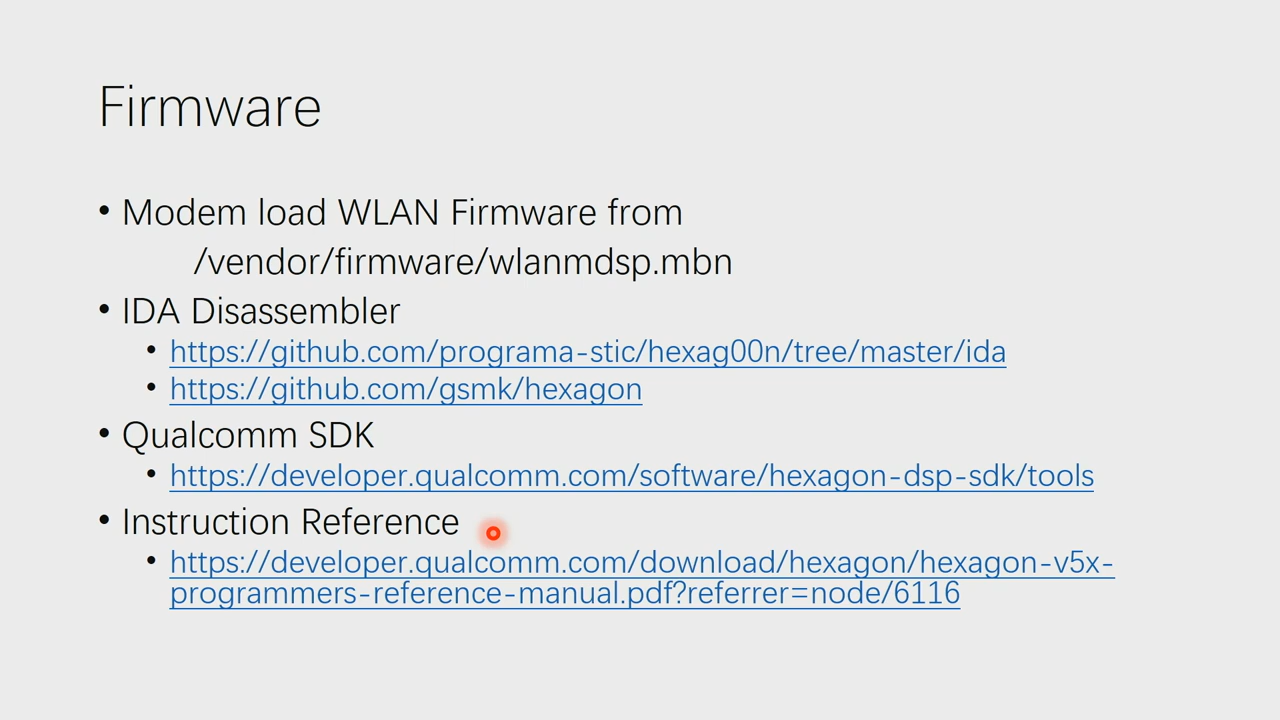 Firmware
• Modem load WLAN Firmware from
/vendor/firmware/wlanmdsp.mbn
• IDA Disassembler
• https://github.com/programa-stic/hexag00n/tree/master/ida
• https://github.com/gsmk/hexagon
• Qualcomm SDK
• https://developer.qualcomm.com/software/hexagon-dsp-sdk/tools
• Instruction Reference
• https://developer.qualcomm.com/download/hexagon/hexagon-v5x-
programmers-reference-manual.pdf?referrer=node/6116